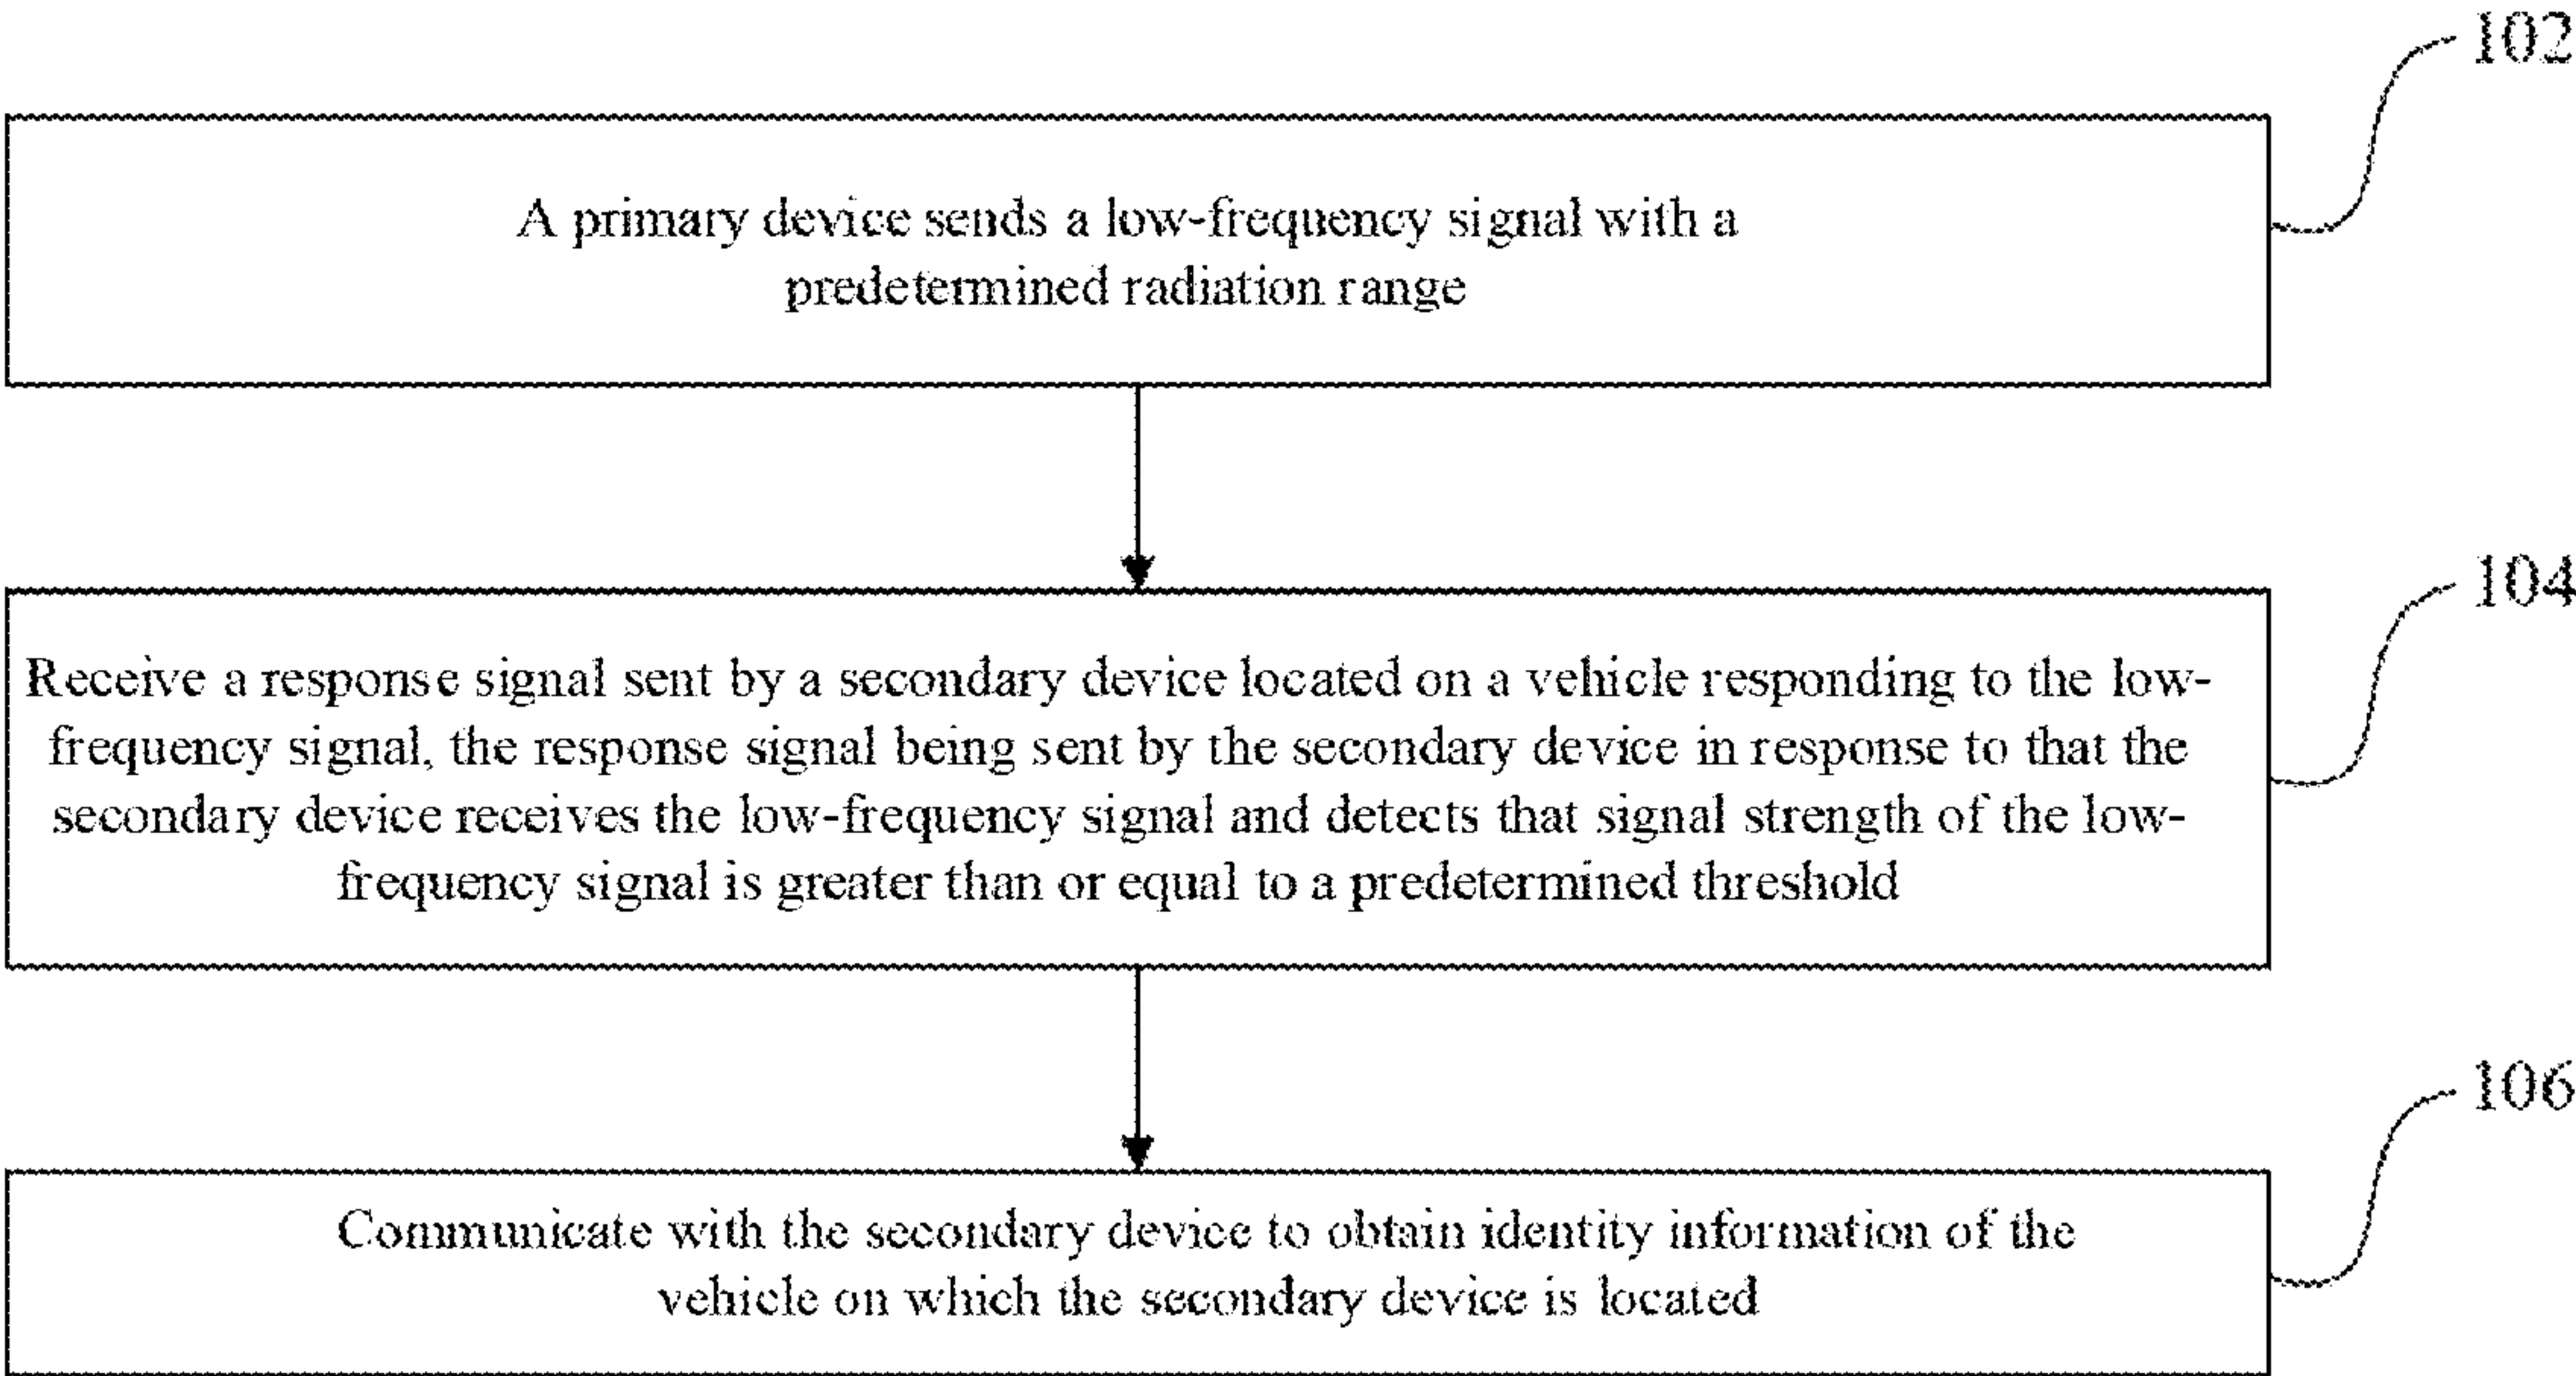 102
A primary device sends a low-frequency signal with a
predetermined radiation range
104
Receive a response signal sent by a secondary device located on a vehicle responding to the low-
frequency signal, the response signal being sent by the secondary device in response to that the
secondary device receives the low-frequency signal and detects that signal strength of the low-
frequency signal is greater than or equal to a predetermined threshold
106
Communicate with the secondary device to obtain identity information of the
vehicle on which the secondary device is located